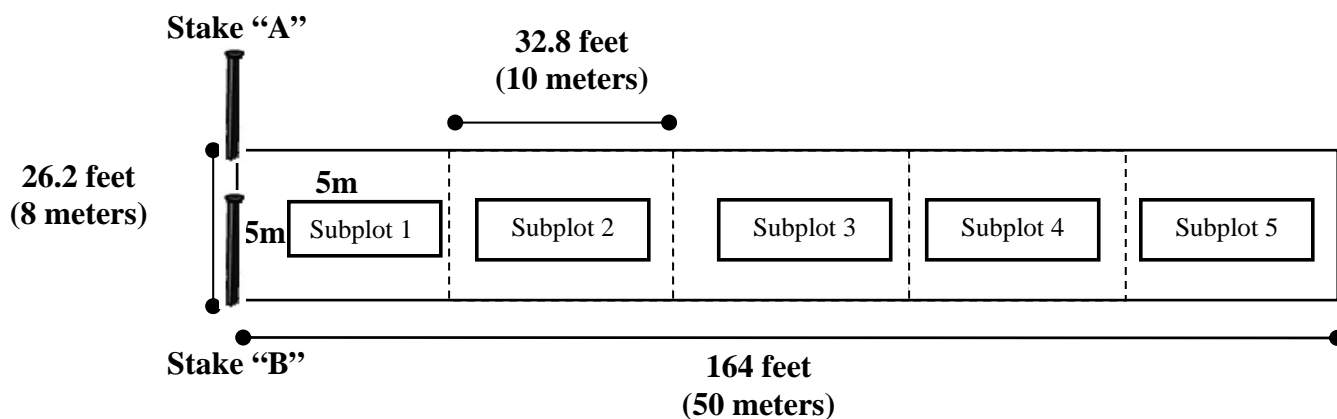 Stake “A”
32.8 feet
(10 meters)
26.2 feet
(8 meters)
5m
5m
Subplot 1
Subplot 2
Subplot 3
Subplot 4
Subplot 5
Stake “B”
164 feet
(50 meters)